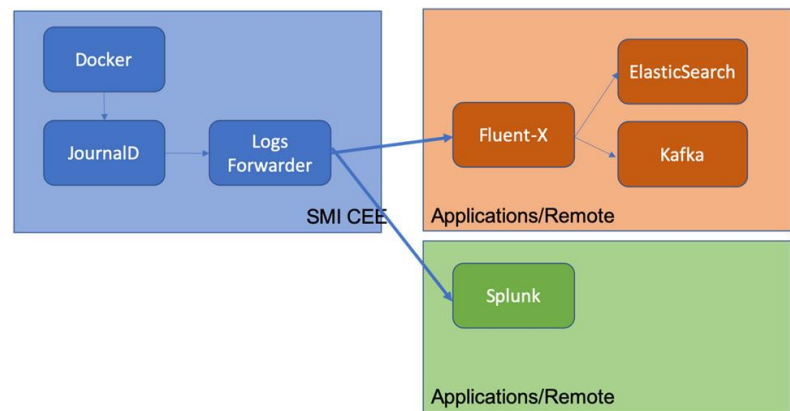 Docker
JournalD
Logs
Forwarder
SMI CEE
Fluent-X
ElasticSearch
Kafka
Applications/Remote
Splunk
Applications/Remote